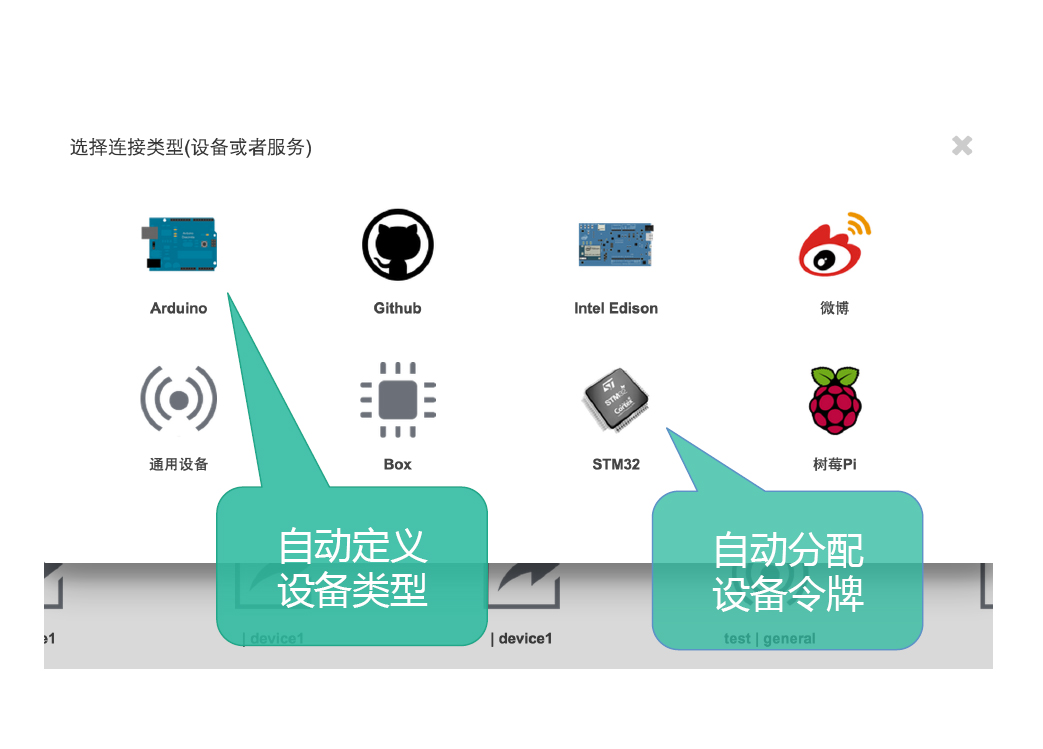 选择连接类型(设备或者服务)
Arduino
Github
Intel Edison
微博
STM32
Cortex
通用设备
Box
STM32
树莓Pi
自动定义
设备类型
自动分配
设备令牌
e1
| device1
| device1
test | general